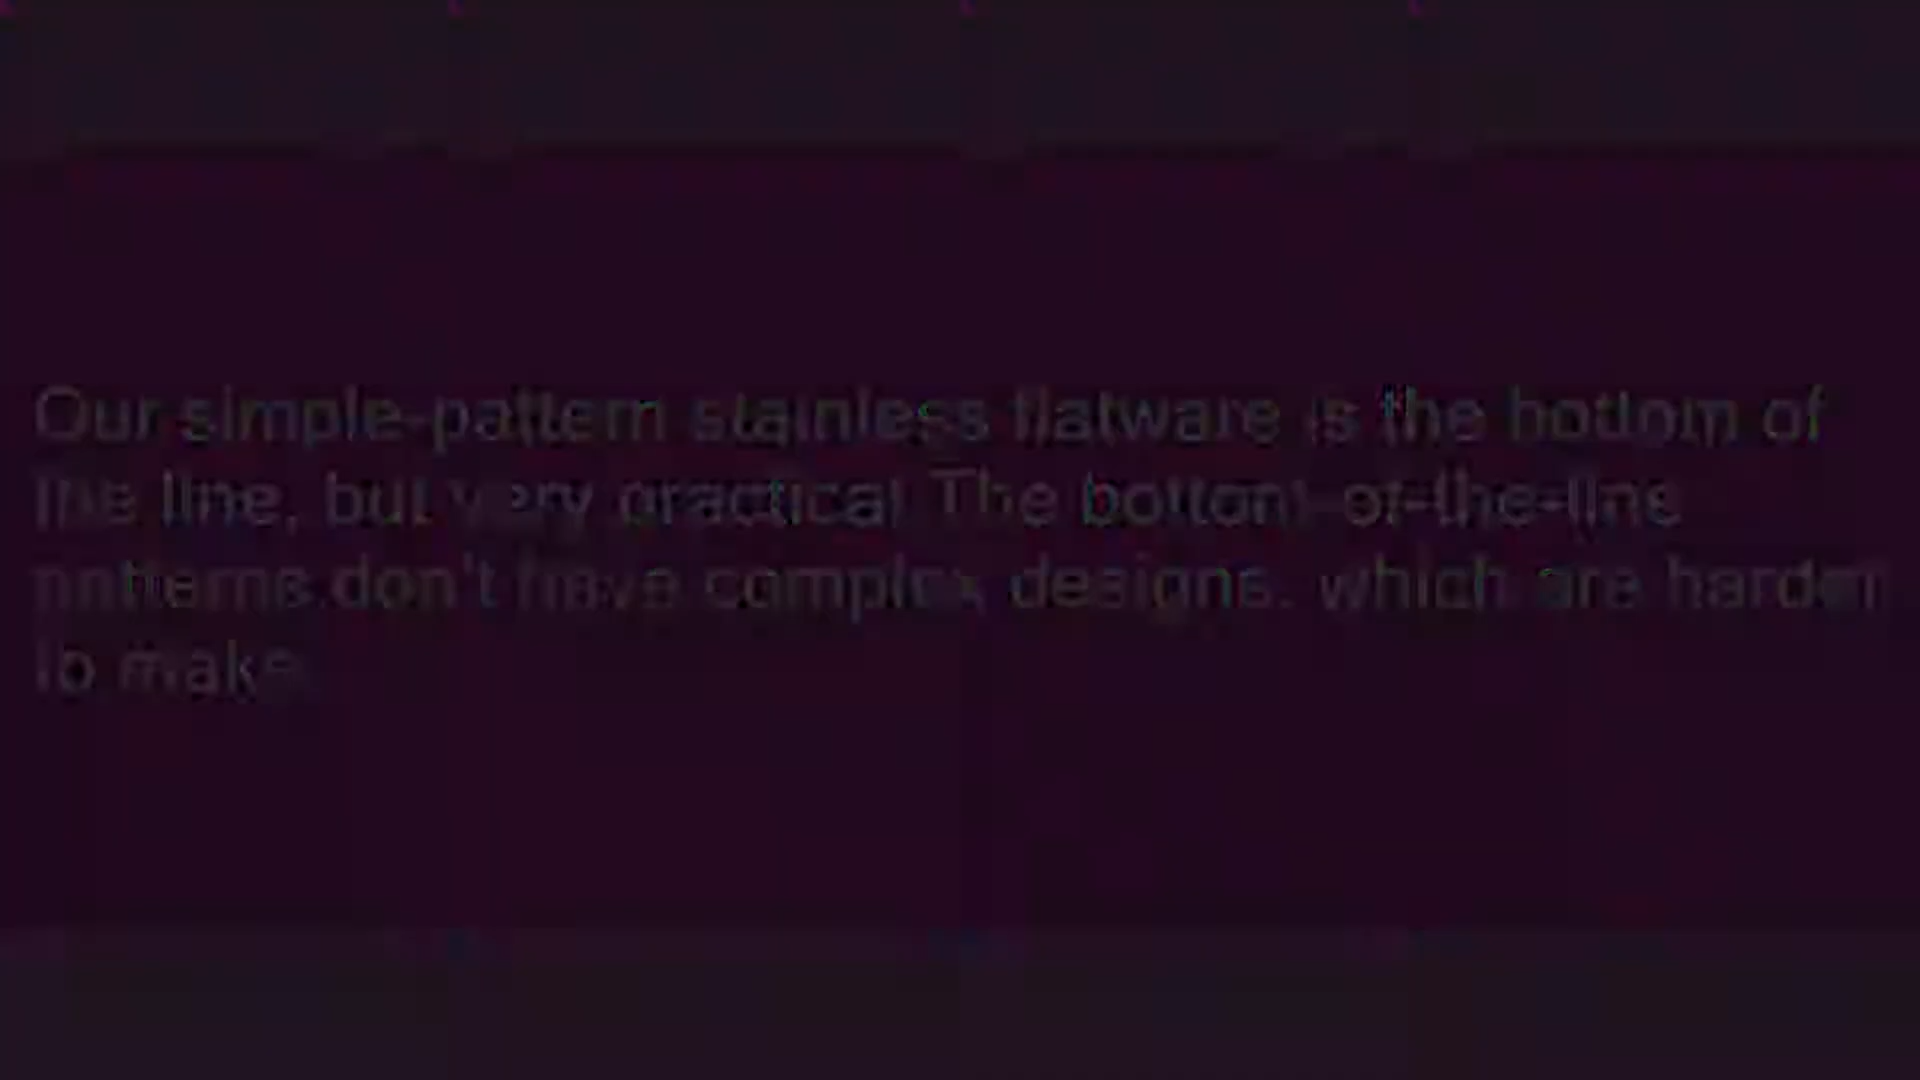 Our simple-pattern stainless flatware is the bottom of
the line, but very practical. The bottom-of-the-line
patterns don't have complex designs, which are harder
to make.